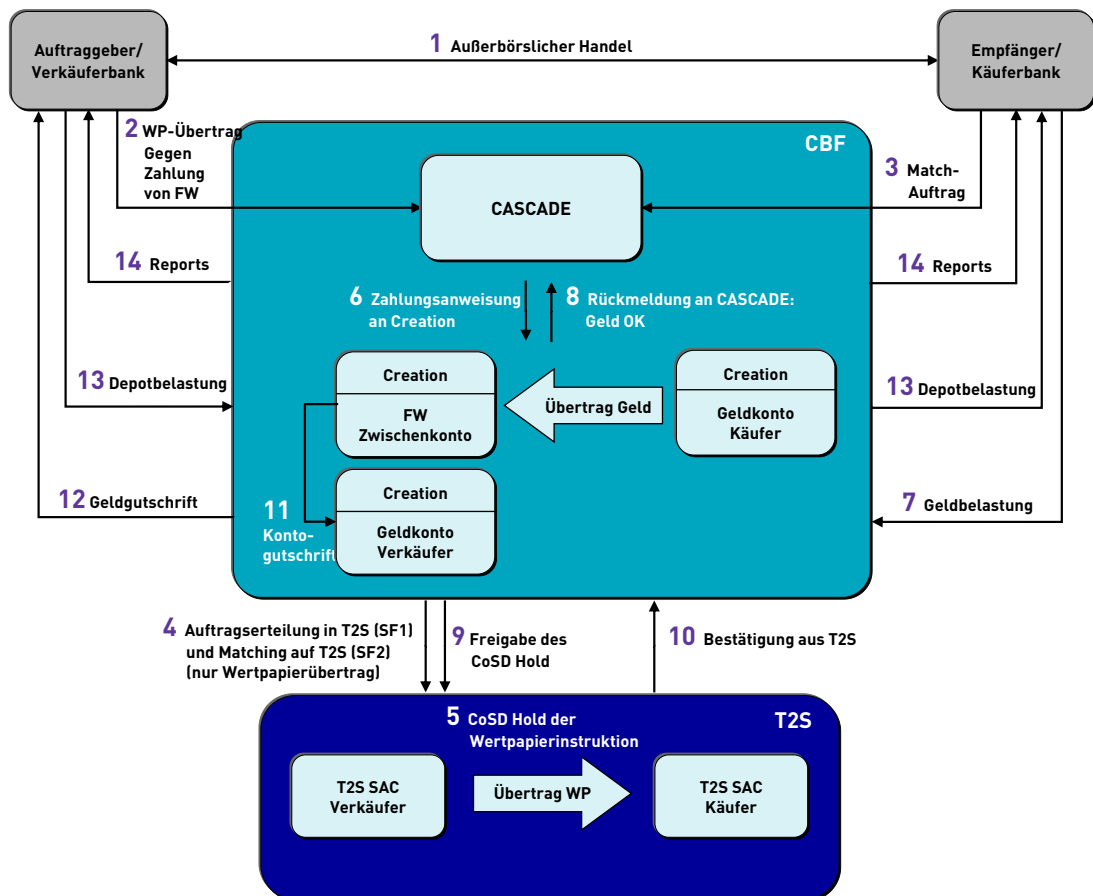 Auftraggeber/
Verkäuferbank
1 Außerbörslicher Handel
Empfänger/
Käuferbank
2 WP-Übertrag
Gegen
Zahlung
von FW
CBF
3 Match-
Auftrag
CASCADE
14 Reports
14 Reports
6 Zahlungsanweisung
an Creation
8 Rückmeldung an CASCADE:
Geld OK
13 Depotbelastung
Creation
FW
Zwischenkonto
Übertrag Geld
Creation
Geldkonto
Käufer
13 Depotbelastung
12 Geldgutschrift
11
Konto-
gutschrift
Creation
Geldkonto
Verkäufer
7 Geldbelastung
4 Auftragserteilung in T2S (SF1)
und Matching auf T2S (SF2)
(nur Wertpapierübertrag)
9 Freigabe des
CoSD Hold
10 Bestätigung aus T2S
5 CoSD Hold der
Wertpapierinstruktion
T2S
T2S SAC
Verkäufer
Übertrag WP
T2S SAC
Käufer